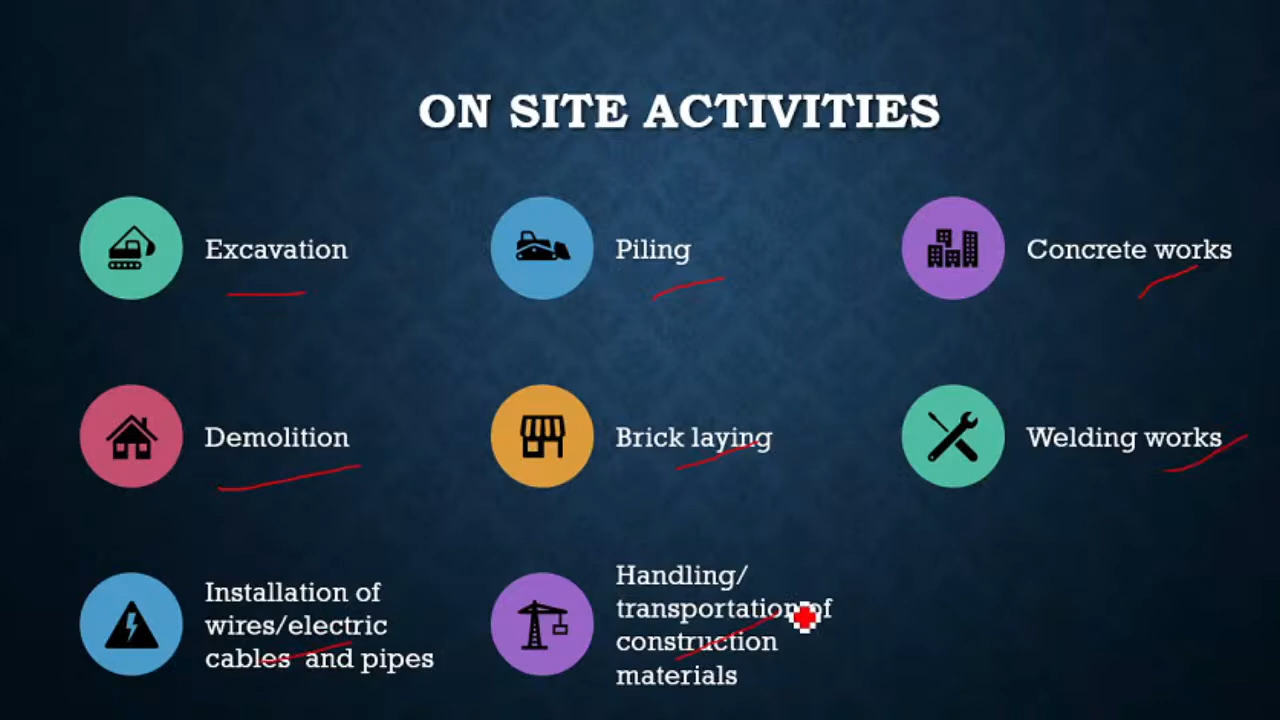 ON SITE ACTIVITIES
Excavation
Piling
Concrete works
Demolition
Brick laying
Welding works
Installation of
wires/electric
cables and pipes
Handling/
transportation of
construction
materials